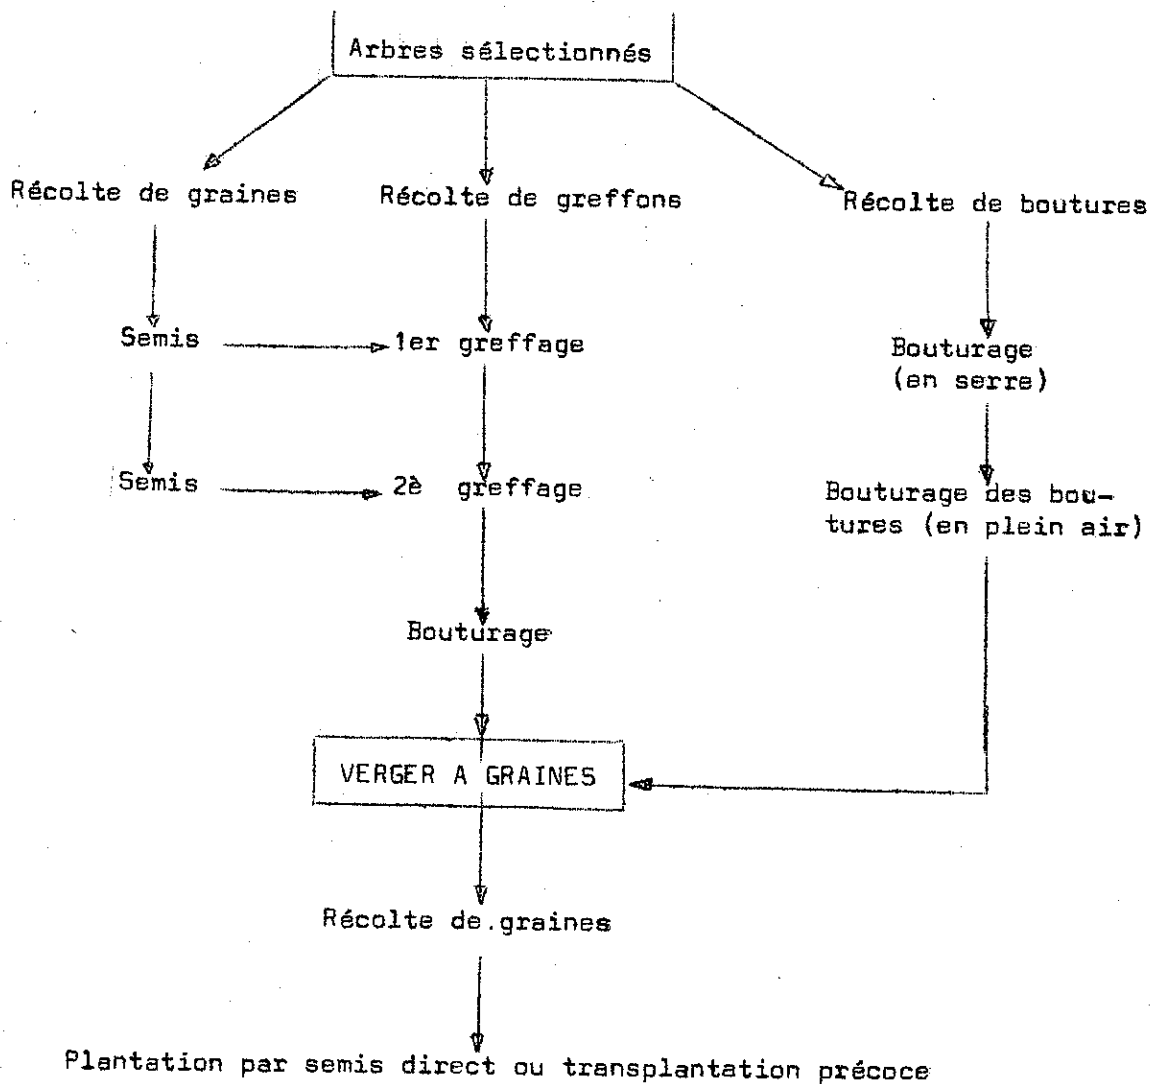 Arbres sélectionnés
Récolte de graines
Récolte de greffons
Récolte de boutures
Semis
1er greffage
Bouturage
(en serre)
Semis
2è greffage
Bouturage des bou-
tures (en plein air)
Bouturage
VERGER A GRAINES
Récolte de.graines
Plantation par semis direct ou transplantation précoce